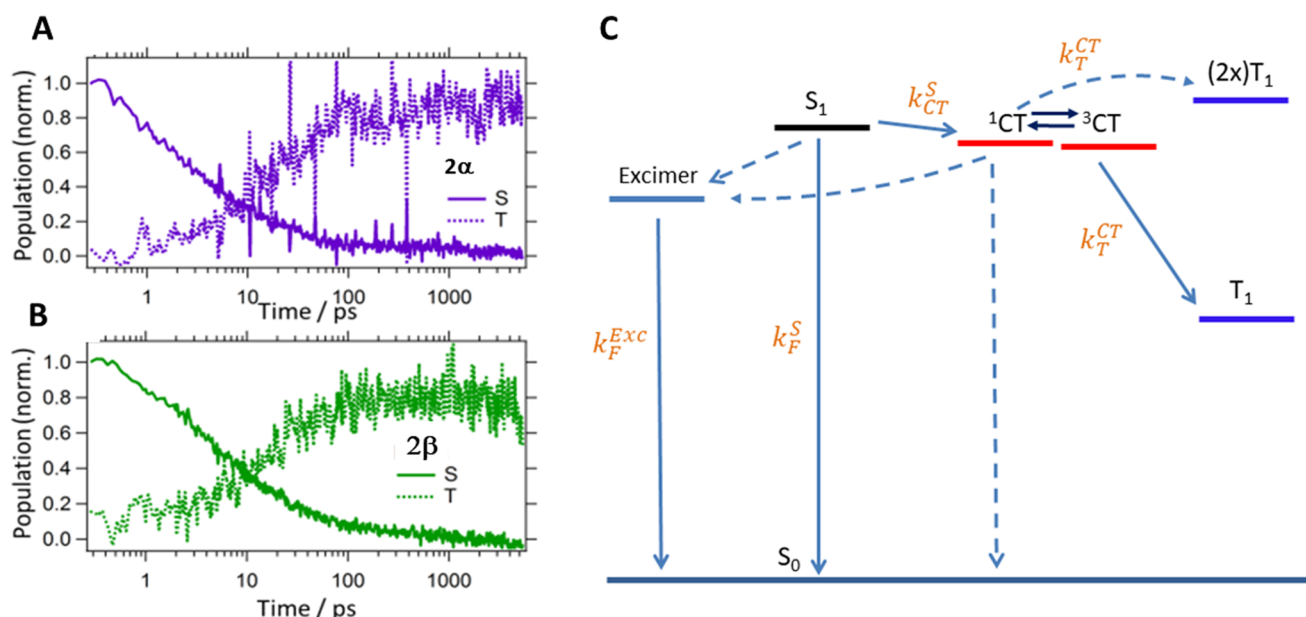 A
Population (norm.)
1.0
0.8
0.6
0.4
0.2
0.0
2α
S
T
1
10
100
1000
Time / ps
B
Population (norm.)
1.0
0.8
0.6
0.4
0.2
0.0
2β
S
T
1
10
100
1000
Time / ps
C
k_T^{CT}
(2x)T₁
S₁
k_{CT}^S
¹CT
³CT
Excimer
k_T^{CT}
T₁
k_F^{Exc}
k_F^S
S₀